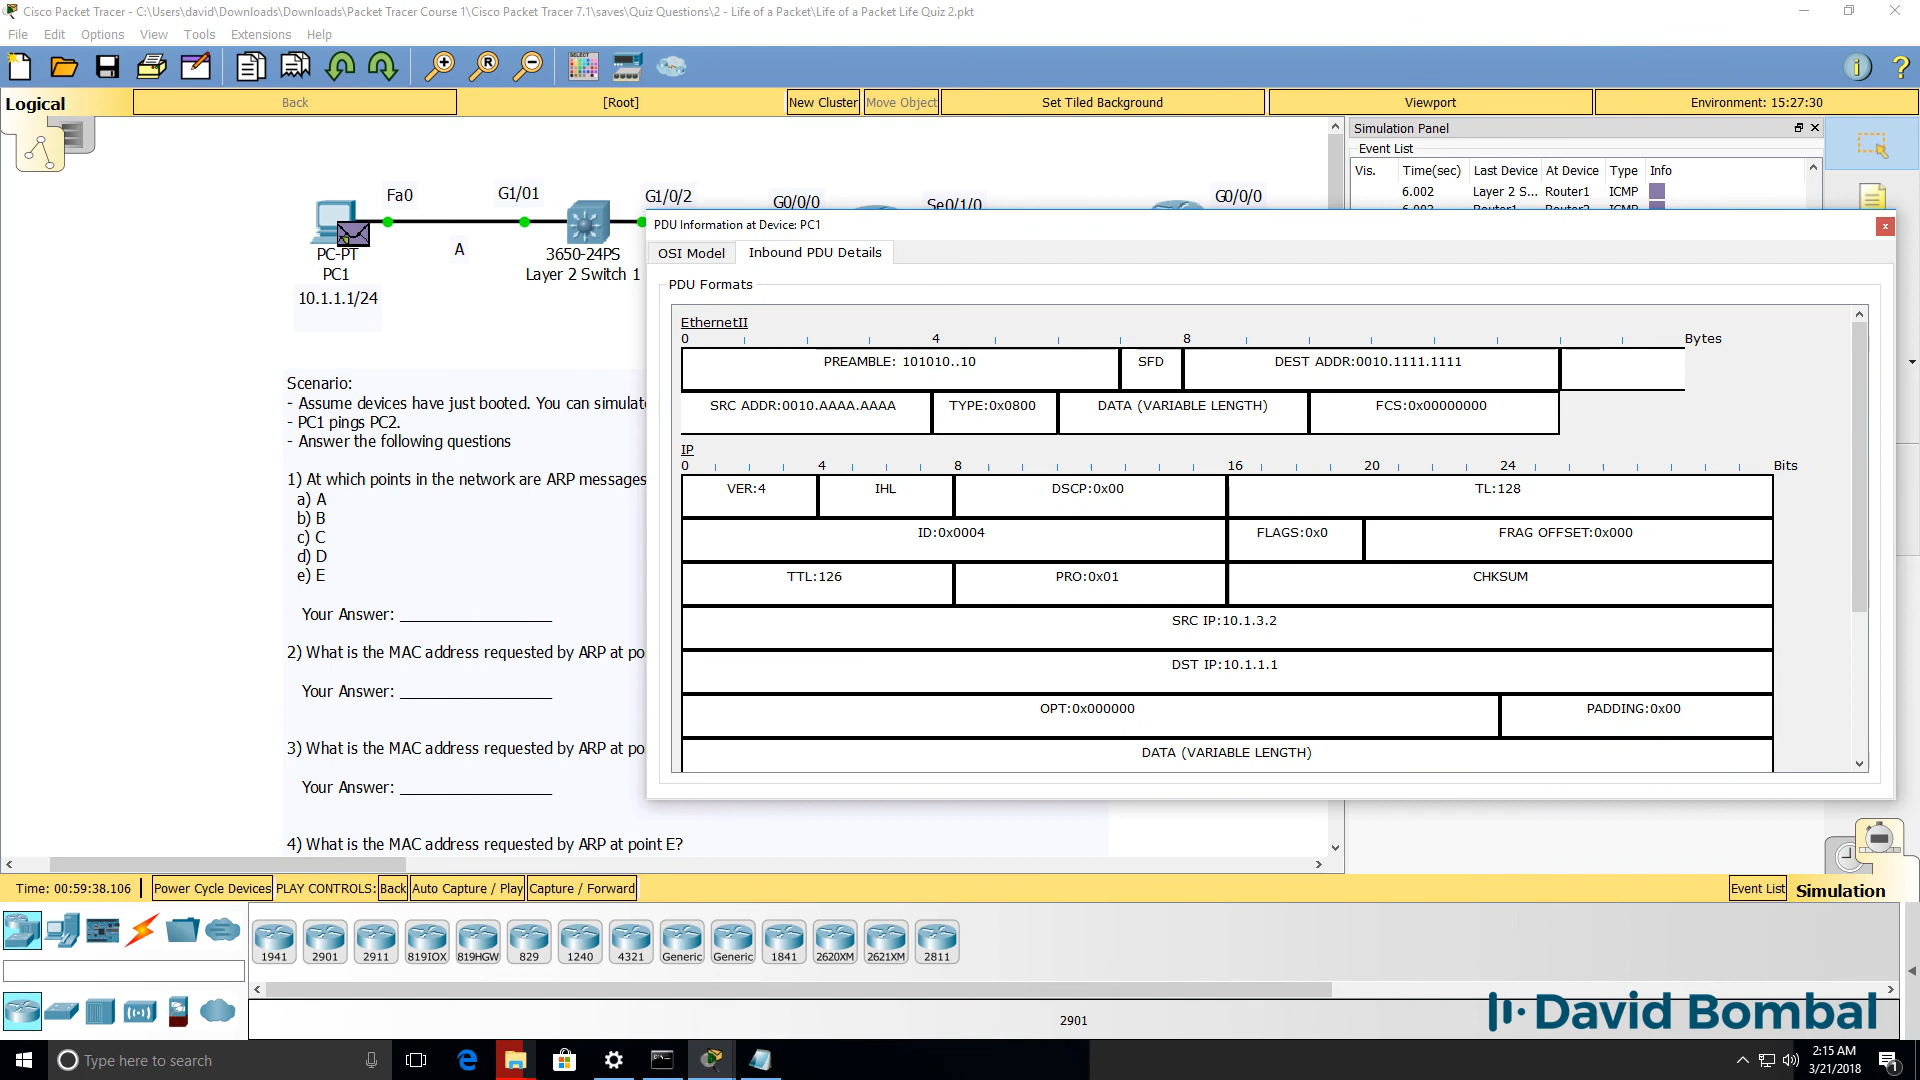 Cisco Packet Tracer - C:\Users\david\Downloads\Downloads\Packet Tracer Course 1\Cisco Packet Tracer 7.1\saves\Quiz Questions\2 - Life of a Packet\Life of a Packet Life Quiz 2.pkt
File Edit Options View Tools Extensions Help
SELECT
Logical Back [Root] New Cluster Move Object Set Tiled Background Viewport Environment: 15:27:30
Simulation Panel
Event List
Vis. Time(sec) Last Device At Device Type Info
6.002 Layer 2 S... Router1 ICMP
6.002 Router1 Router2 ICMP
Fa0 G1/01 G1/0/2 G0/0/0 Se0/1/0 G0/0/0
A
PC-PT
PC1
10.1.1.1/24
3650-24PS
Layer 2 Switch 1
Scenario:
- Assume devices have just booted. You can simulate
- PC1 pings PC2.
- Answer the following questions
1) At which points in the network are ARP messages
a) A
b) B
c) C
d) D
e) E
Your Answer: __________________
2) What is the MAC address requested by ARP at po
Your Answer: __________________
3) What is the MAC address requested by ARP at po
Your Answer: __________________
4) What is the MAC address requested by ARP at point E?
PDU Information at Device: PC1
OSI Model Inbound PDU Details
PDU Formats
EthernetII
0 4 8 Bytes
PREAMBLE: 101010..10 SFD DEST ADDR:0010.1111.1111
SRC ADDR:0010.AAAA.AAAA TYPE:0x0800 DATA (VARIABLE LENGTH) FCS:0x00000000
IP
0 4 8 16 20 24 Bits
VER:4 IHL DSCP:0x00 TL:128
ID:0x0004 FLAGS:0x0 FRAG OFFSET:0x000
TTL:126 PRO:0x01 CHKSUM
SRC IP:10.1.3.2
DST IP:10.1.1.1
OPT:0x000000 PADDING:0x00
DATA (VARIABLE LENGTH)
Time: 00:59:38.106 Power Cycle Devices PLAY CONTROLS: Back Auto Capture / Play Capture / Forward Event List Simulation
1941 2901 2911 819IOX 819HGW 829 1240 4321 Generic Generic 1841 2620XM 2621XM 2811
2901
David Bombal
Type here to search
2:15 AM
3/21/2018
1